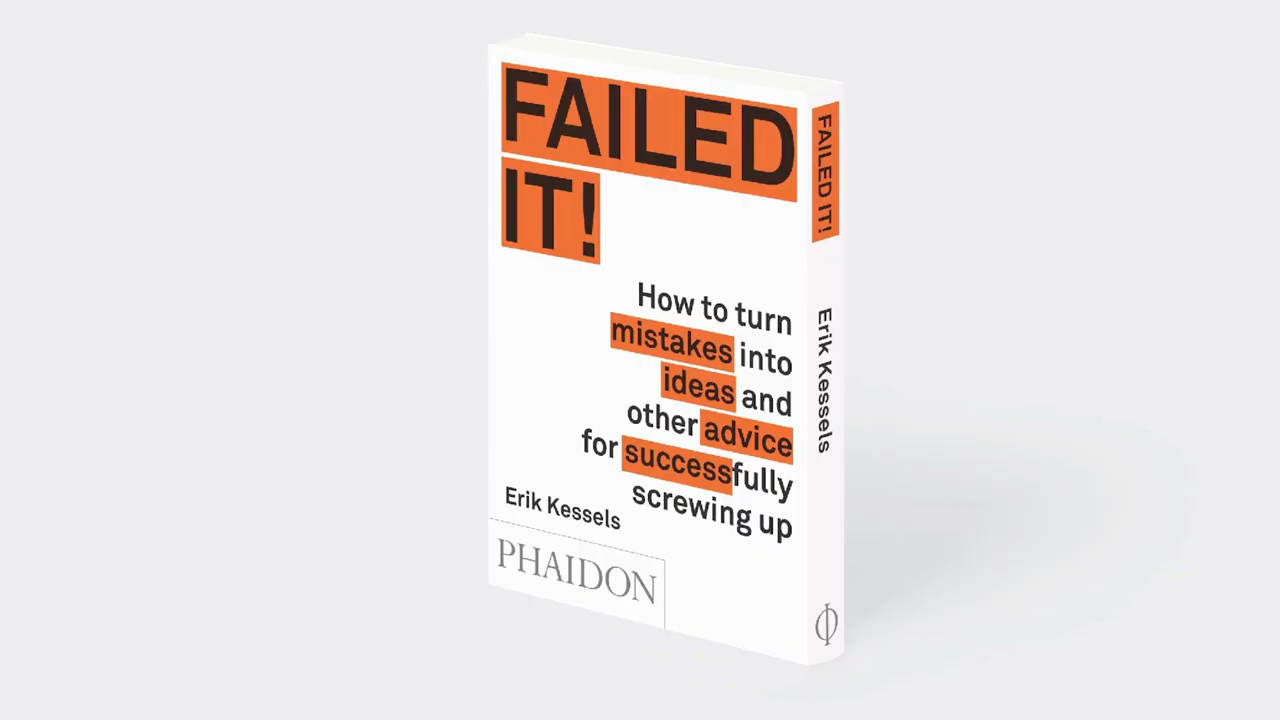 FAILED
IT!
How to turn
mistakes into
ideas and
other advice
for successfully
screwing up
Erik Kessels
PHAIDON
FAILED IT!
Erik Kessels